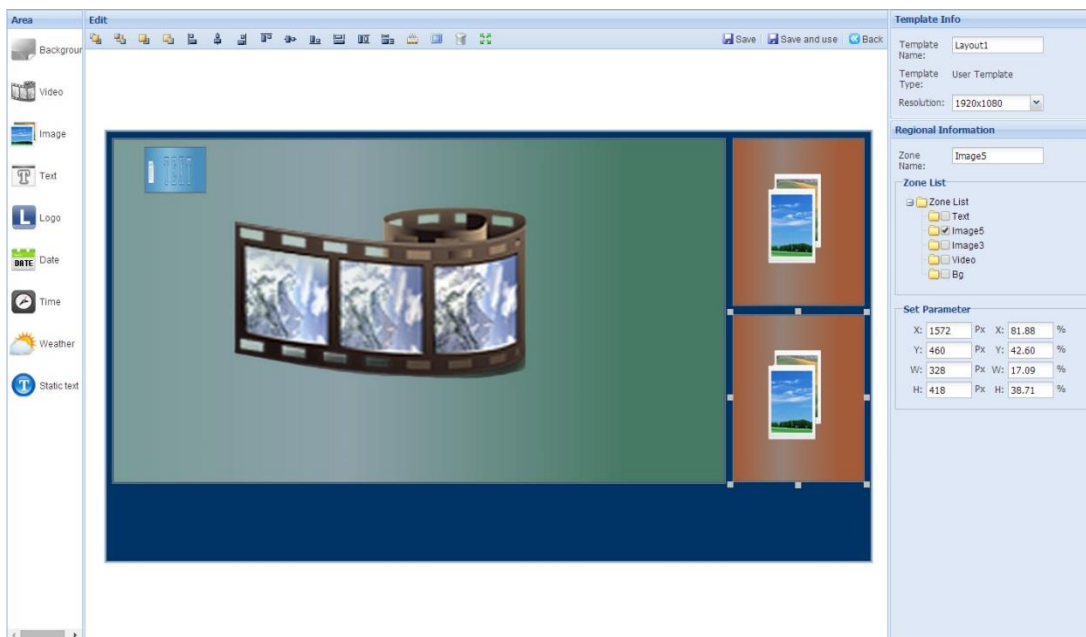 Area
Edit
Template Info
Backgrour
Save
Save and use
Back
Template Name:
Layout1
Template Type:
User Template
Resolution:
1920x1080
Video
Image
Text
Logo
DATE
Date
Time
Weather
Static text
TEXT
Regional Information
Zone Name:
Image5
Zone List
Zone List
Text
Image5
Image3
Video
Bg
Set Parameter
X: 1572 Px X: 81.88 %
Y: 460 Px Y: 42.60 %
W: 328 Px W: 17.09 %
H: 418 Px H: 38.71 %